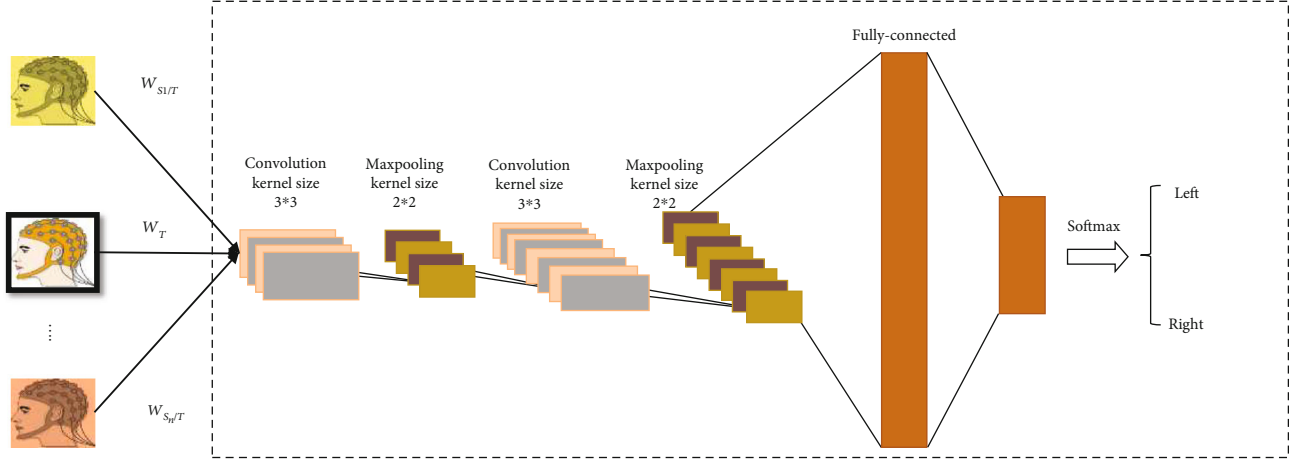 Fully-connected
W_{S1/T}
Convolution
kernel size
3*3
Maxpooling
kernel size
2*2
Convolution
kernel size
3*3
Maxpooling
kernel size
2*2
Left
W_T
Softmax
......
Right
W_{S_n/T}